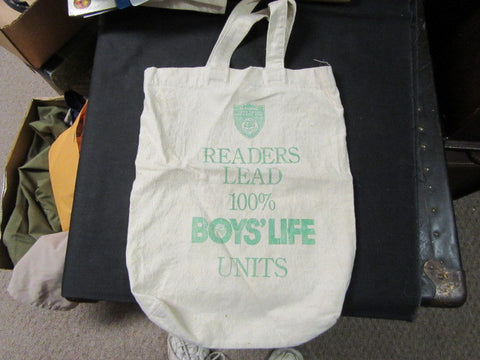 READERS
LEAD
100%
BOYS' LIFE
UNITS